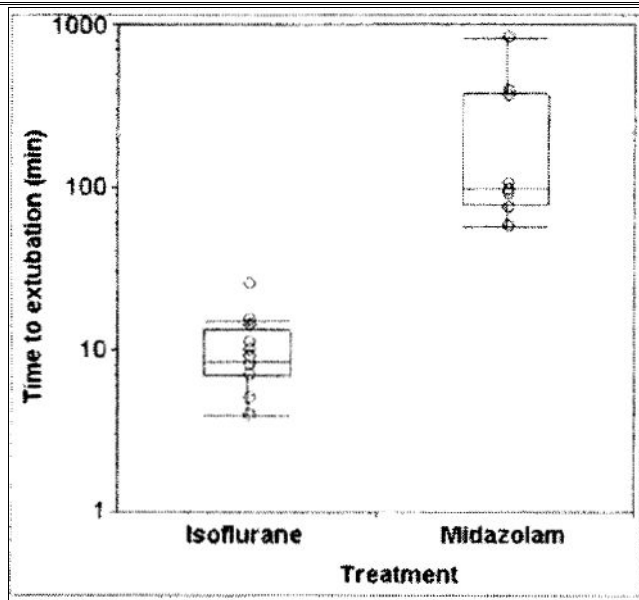 1000
100
10
1
Time to extubation (min)
Isoflurane
Midazolam
Treatment